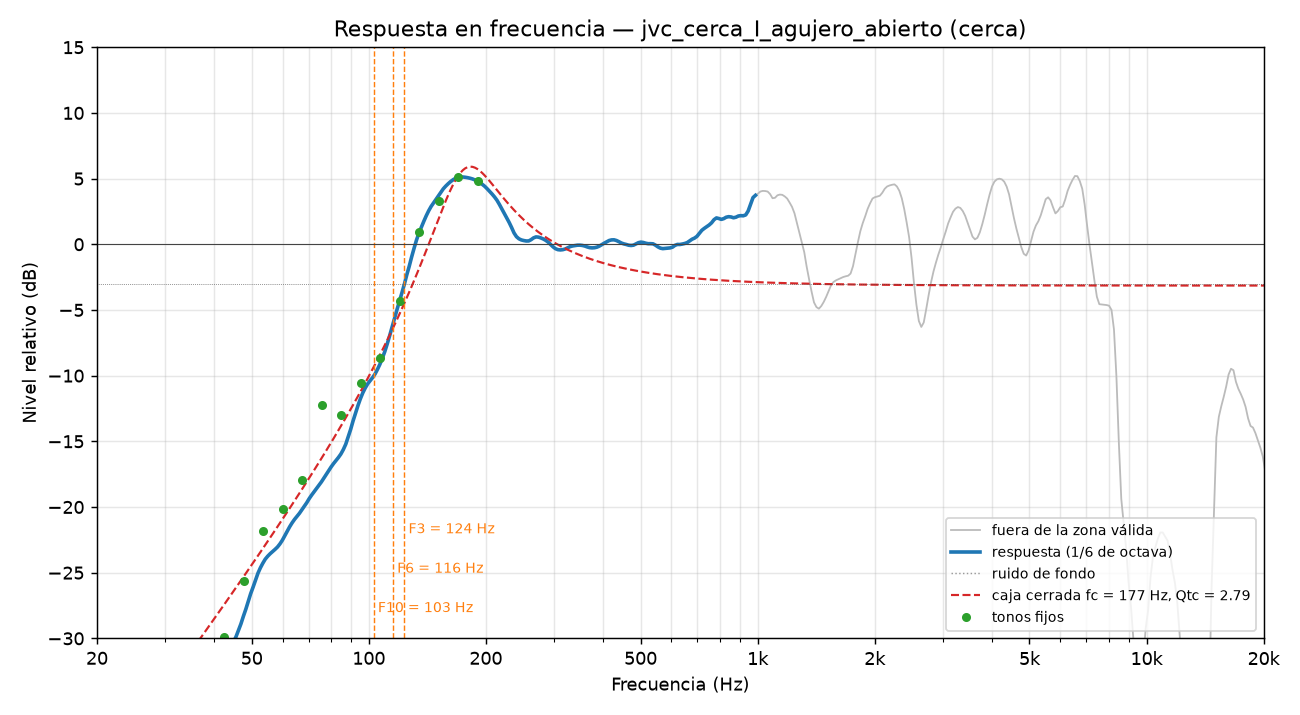 Respuesta en frecuencia — jvc_cerca_I_agujero_abierto (cerca)
15
10
5
0
−5
−10
−15
−20
−25
−30
Nivel relativo (dB)
F3 = 124 Hz
F6 = 116 Hz
F10 = 103 Hz
fuera de la zona válida
respuesta (1/6 de octava)
ruido de fondo
caja cerrada fc = 177 Hz, Qtc = 2.79
tonos fijos
20 50 100 200 500 1k 2k 5k 10k 20k
Frecuencia (Hz)